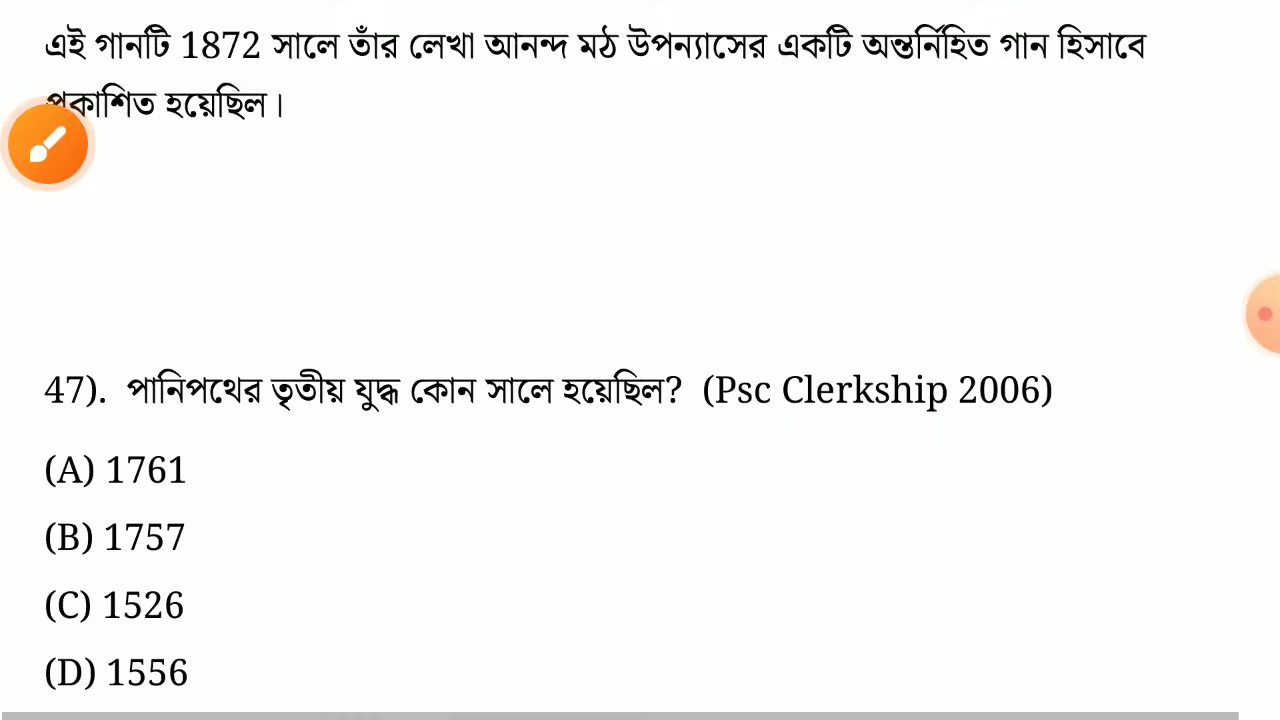 এই গানটি 1872 সালে তাঁর লেখা আনন্দ মঠ উপন্যাসের একটি অন্তর্নিহিত গান হিসাবে
প্রকাশিত হয়েছিল।
47). পানিপথের তৃতীয় যুদ্ধ কোন সালে হয়েছিল? (Psc Clerkship 2006)
(A) 1761
(B) 1757
(C) 1526
(D) 1556